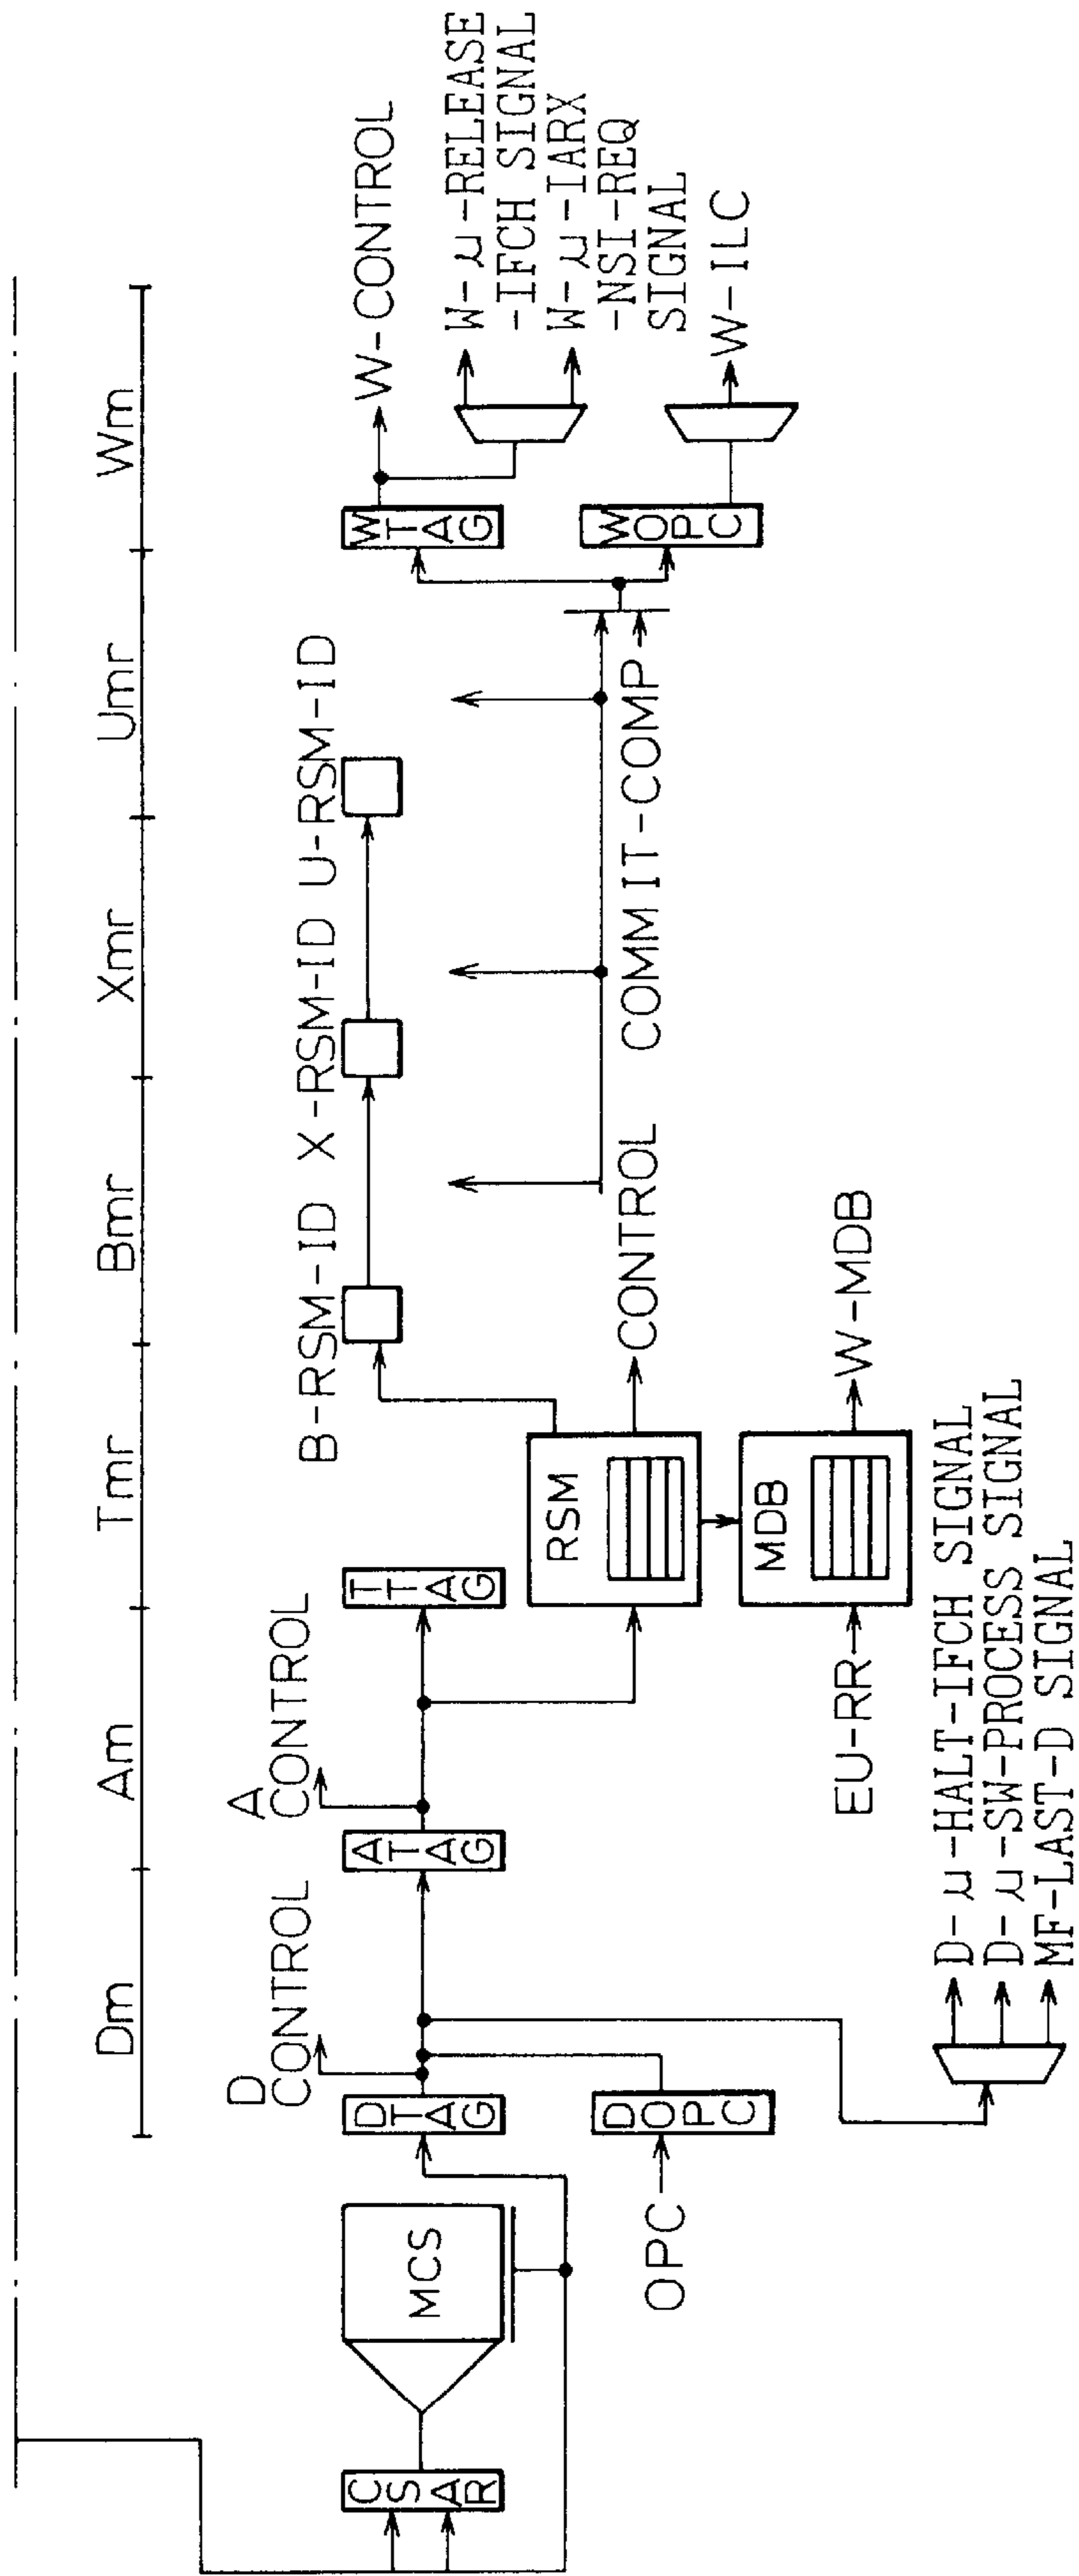 Dm
Am
Tmr
Bmr
Xmr
Umr
Wm
D
CONTROL
A
CONTROL
B-RSM-ID
X-RSM-ID
U-RSM-ID
W-CONTROL
CSAR
MCS
DTAG
ATAG
TTAG
WTAG
W-μ-RELEASE
-IFCH SIGNAL
W-μ-IARX
-NSI-REQ
SIGNAL
OPC
DOPC
RSM
CONTROL
COMMIT-COMP
WOPC
W-ILC
EU-RR
MDB
W-MDB
D-μ-HALT-IFCH SIGNAL
D-μ-SW-PROCESS SIGNAL
MF-LAST-D SIGNAL